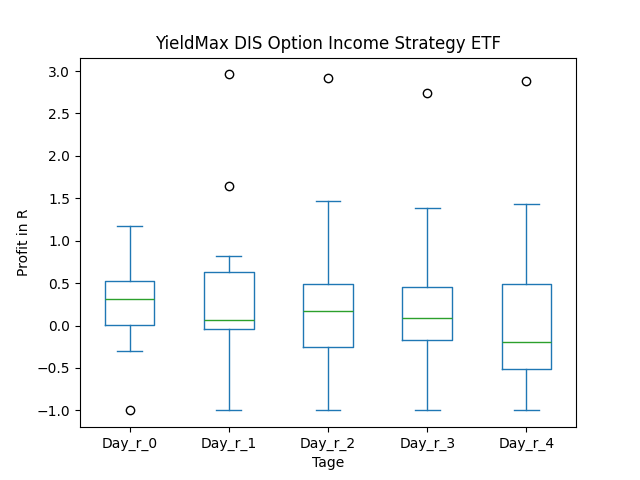 YieldMax DIS Option Income Strategy ETF
Profit in R
3.0
2.5
2.0
1.5
1.0
0.5
0.0
−0.5
−1.0
Day_r_0 Day_r_1 Day_r_2 Day_r_3 Day_r_4
Tage